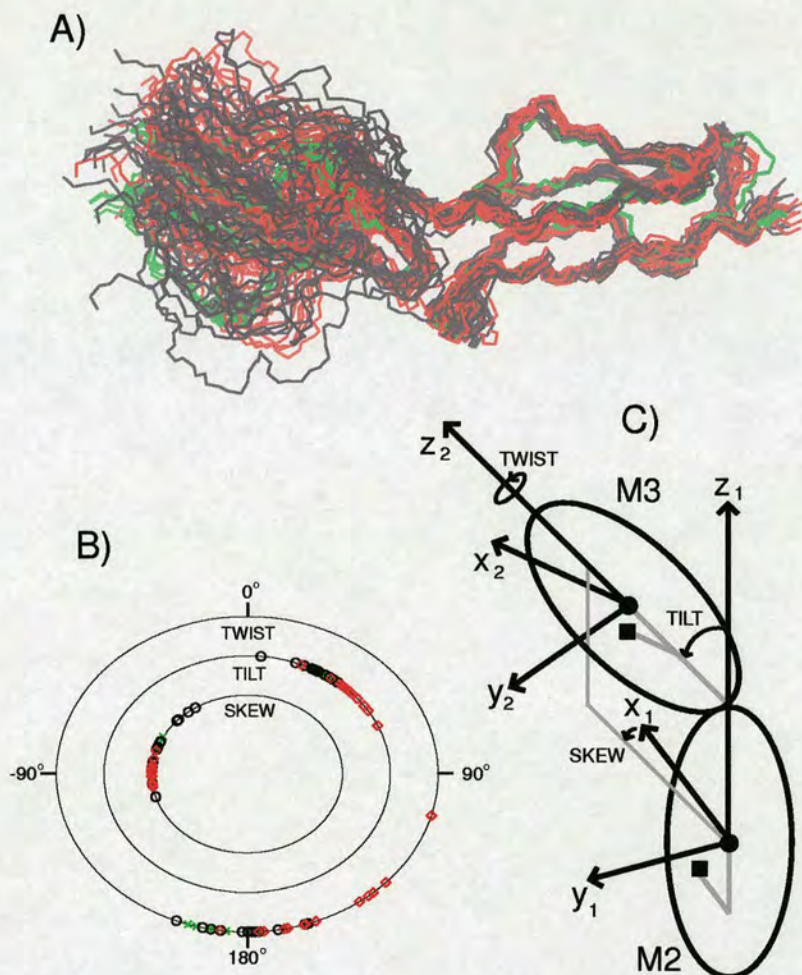 A)
C)
z2
TWIST
M3
z1
x2
TILT
y2
x1
SKEW
y1
M2
B)
0°
TWIST
TILT
SKEW
-90°
90°
180°